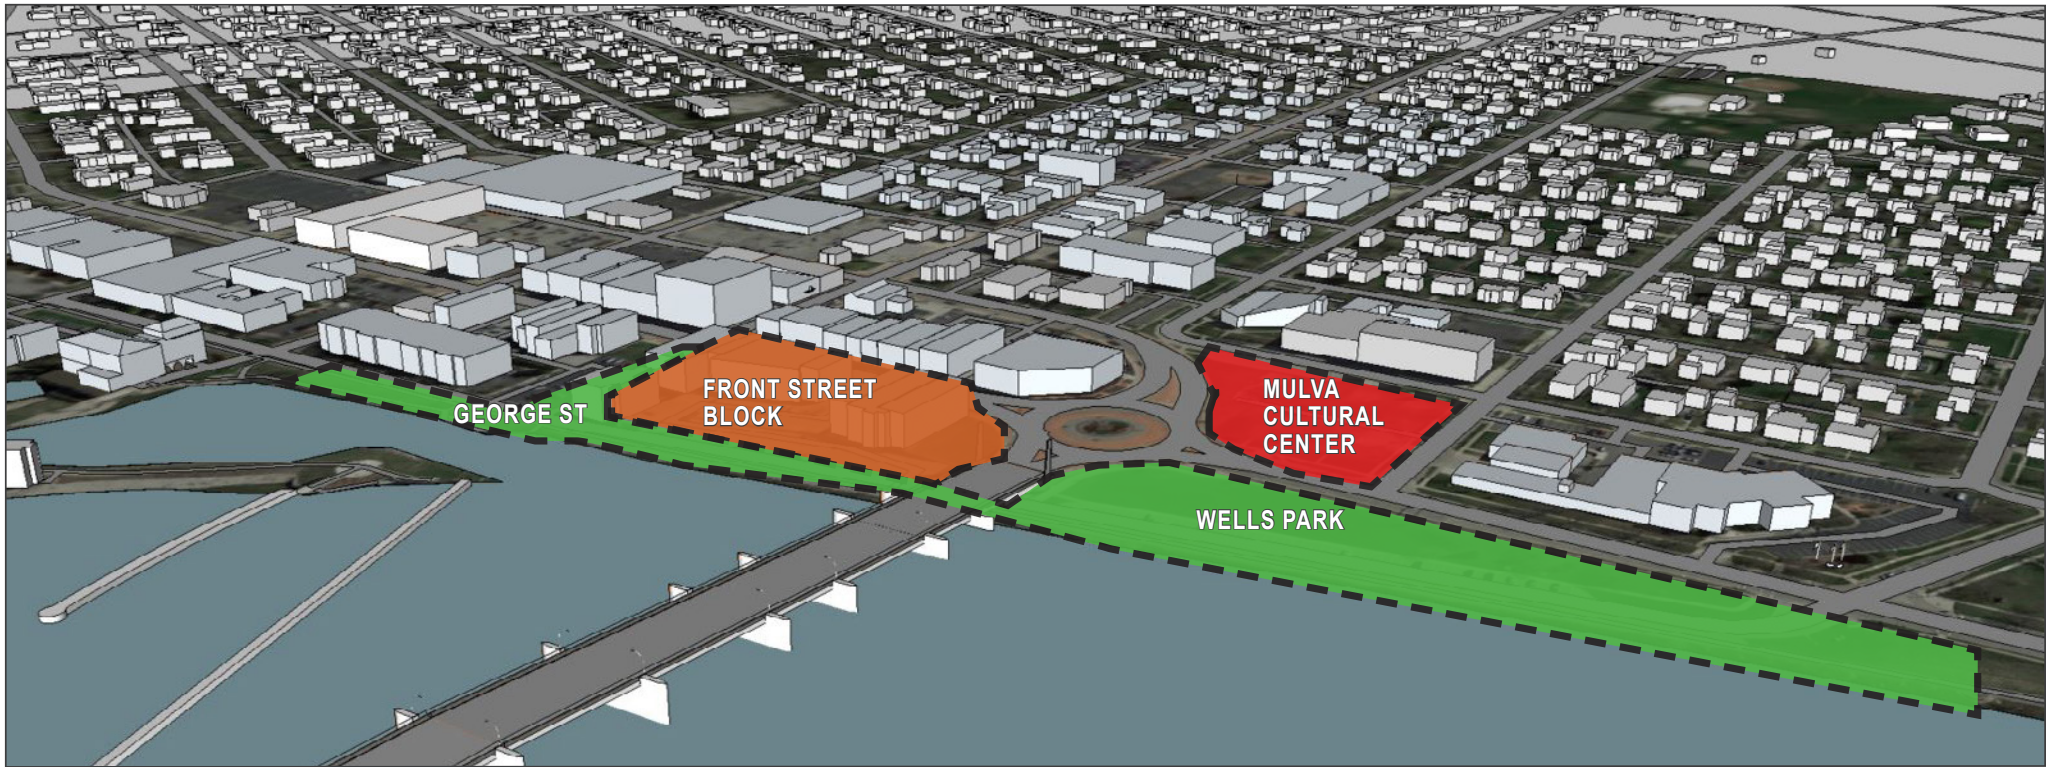 GEORGE ST
FRONT STREET
BLOCK
MULVA
CULTURAL
CENTER
WELLS PARK